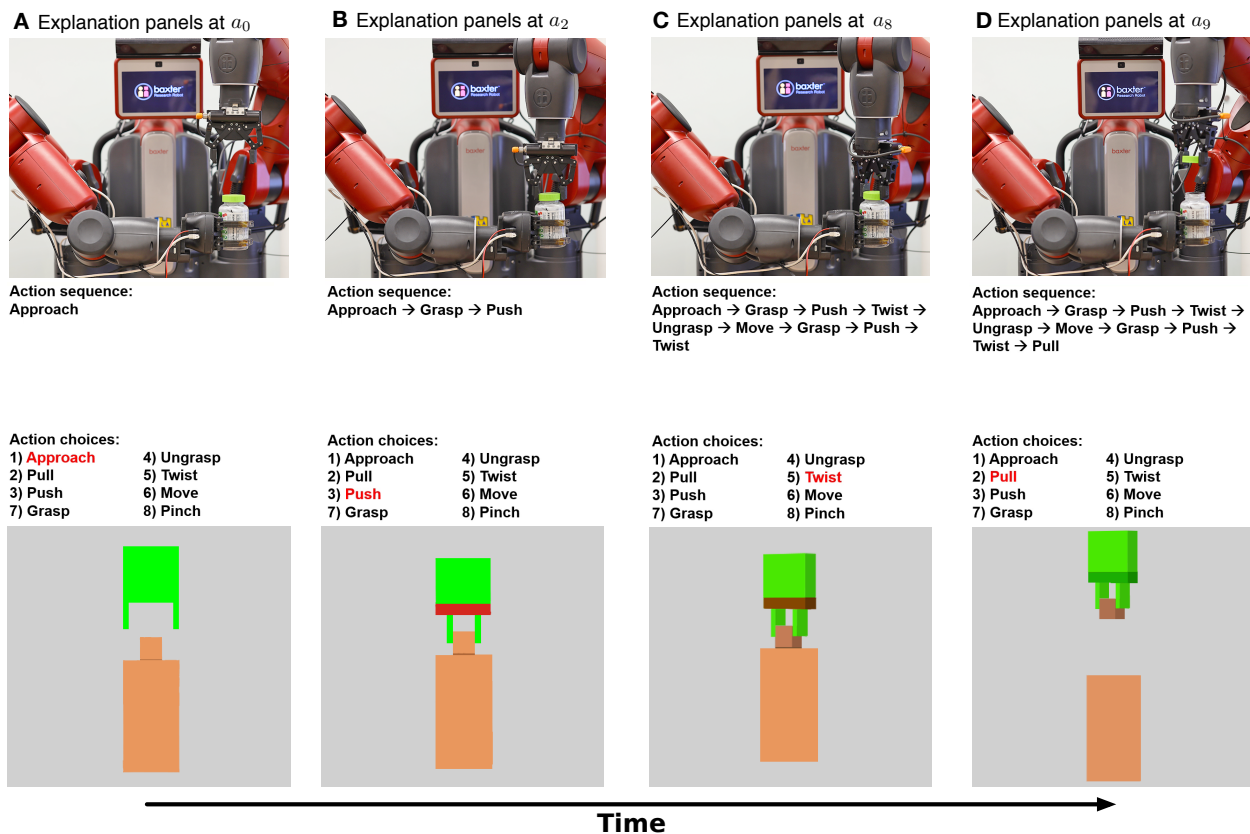 A Explanation panels at a₀
baxter
Research Robot
baxter
Action sequence:
Approach
Action choices:
1) Approach 4) Ungrasp
2) Pull 5) Twist
3) Push 6) Move
7) Grasp 8) Pinch
B Explanation panels at a₂
baxter
Research Robot
baxter
Action sequence:
Approach → Grasp → Push
Action choices:
1) Approach 4) Ungrasp
2) Pull 5) Twist
3) Push 6) Move
7) Grasp 8) Pinch
C Explanation panels at a₈
baxter
Research Robot
baxter
Action sequence:
Approach → Grasp → Push → Twist →
Ungrasp → Move → Grasp → Push →
Twist
Action choices:
1) Approach 4) Ungrasp
2) Pull 5) Twist
3) Push 6) Move
7) Grasp 8) Pinch
D Explanation panels at a₉
baxter
Research Robot
baxter
Action sequence:
Approach → Grasp → Push → Twist →
Ungrasp → Move → Grasp → Push →
Twist → Pull
Action choices:
1) Approach 4) Ungrasp
2) Pull 5) Twist
3) Push 6) Move
7) Grasp 8) Pinch
Time